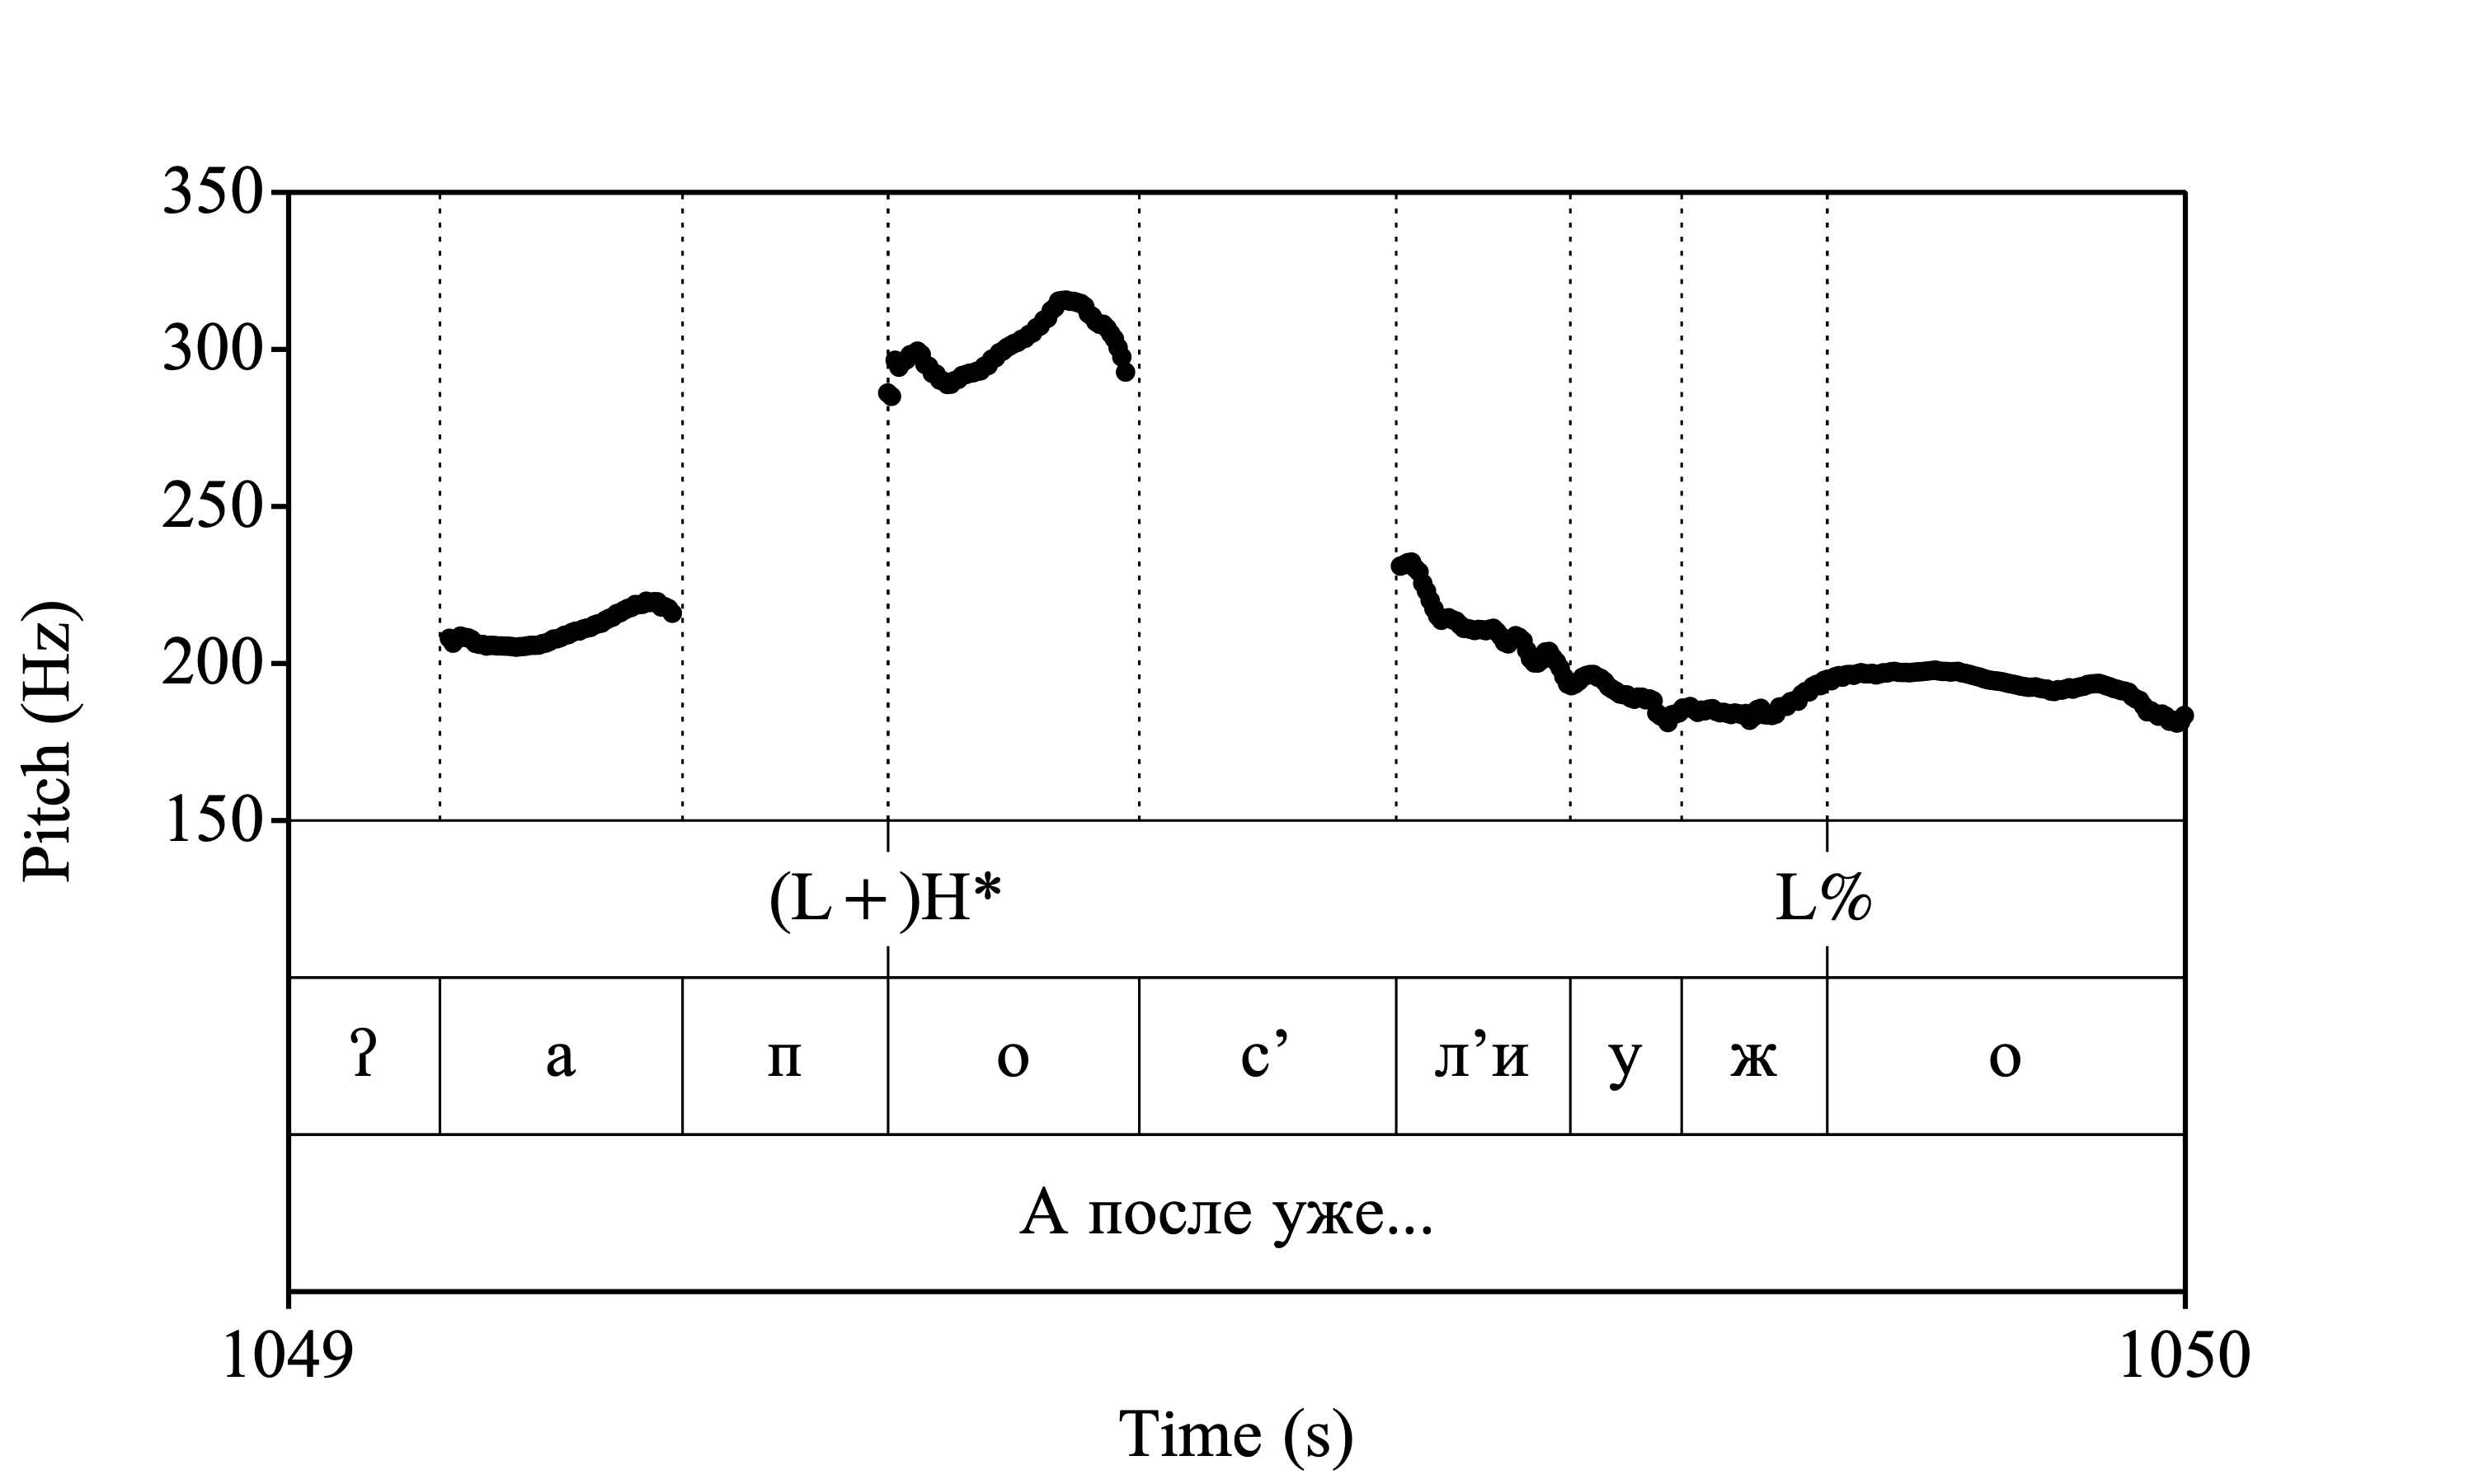 350
300
250
200
150
Pitch (Hz)
(L+)H* L%
ʔ а п о с’ л’и у ж о
А после уже...
1049 1050
Time (s)